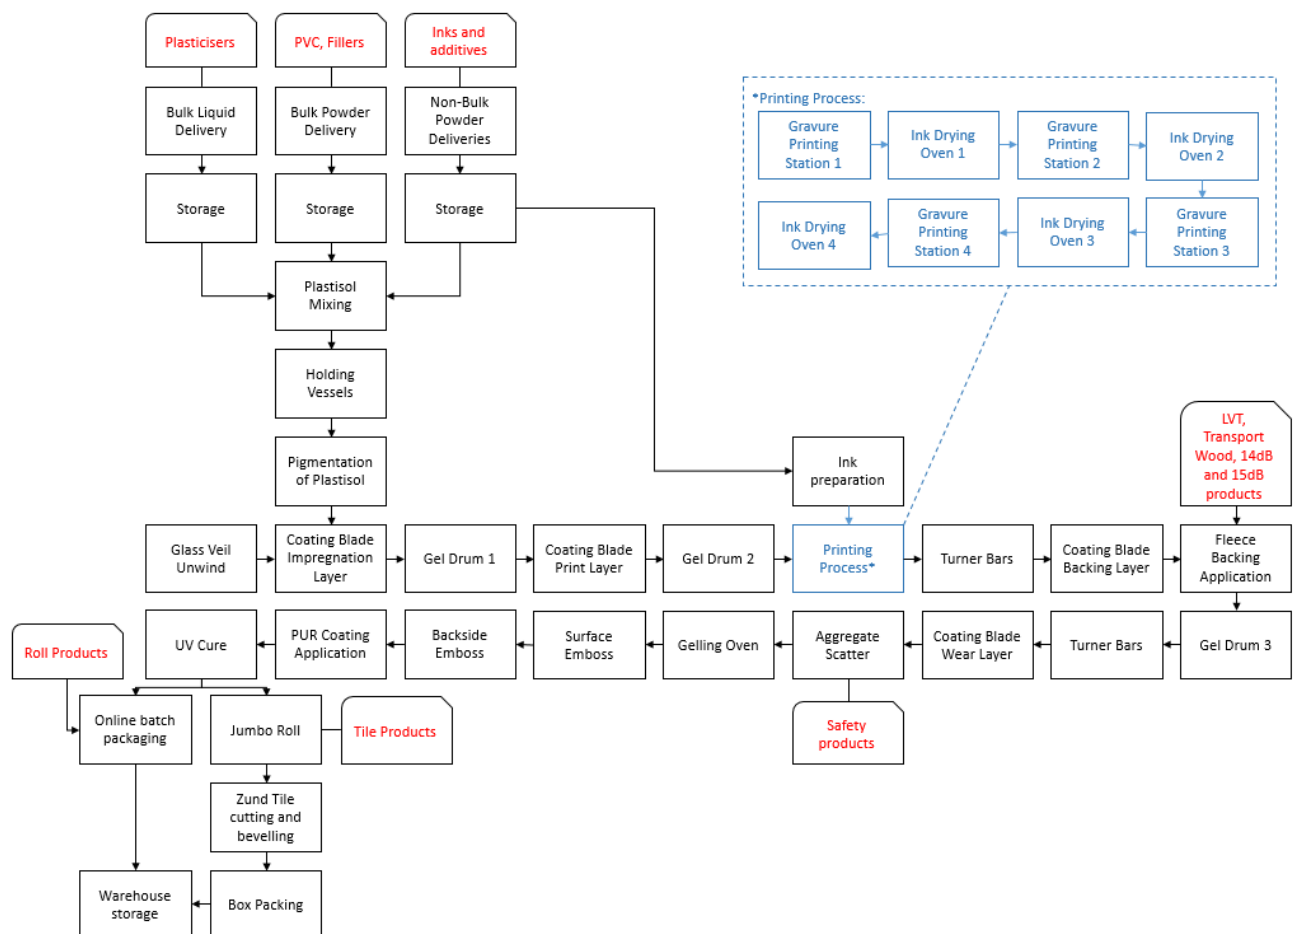 Plasticisers
PVC, Fillers
Inks and
additives
Bulk Liquid
Delivery
Bulk Powder
Delivery
Non-Bulk
Powder
Deliveries
Storage
Storage
Storage
Plastisol
Mixing
Holding
Vessels
Pigmentation
of Plastisol
*Printing Process:
Gravure
Printing
Station 1
Ink Drying
Oven 1
Gravure
Printing
Station 2
Ink Drying
Oven 2
Ink Drying
Oven 4
Gravure
Printing
Station 4
Ink Drying
Oven 3
Gravure
Printing
Station 3
Ink
preparation
LVT,
Transport
Wood, 14dB
and 15dB
products
Glass Veil
Unwind
Coating Blade
Impregnation
Layer
Gel Drum 1
Coating Blade
Print Layer
Gel Drum 2
Printing
Process*
Turner Bars
Coating Blade
Backing Layer
Fleece
Backing
Application
Roll Products
UV Cure
PUR Coating
Application
Backside
Emboss
Surface
Emboss
Gelling Oven
Aggregate
Scatter
Coating Blade
Wear Layer
Turner Bars
Gel Drum 3
Online batch
packaging
Jumbo Roll
Tile Products
Safety
products
Zund Tile
cutting and
bevelling
Warehouse
storage
Box Packing